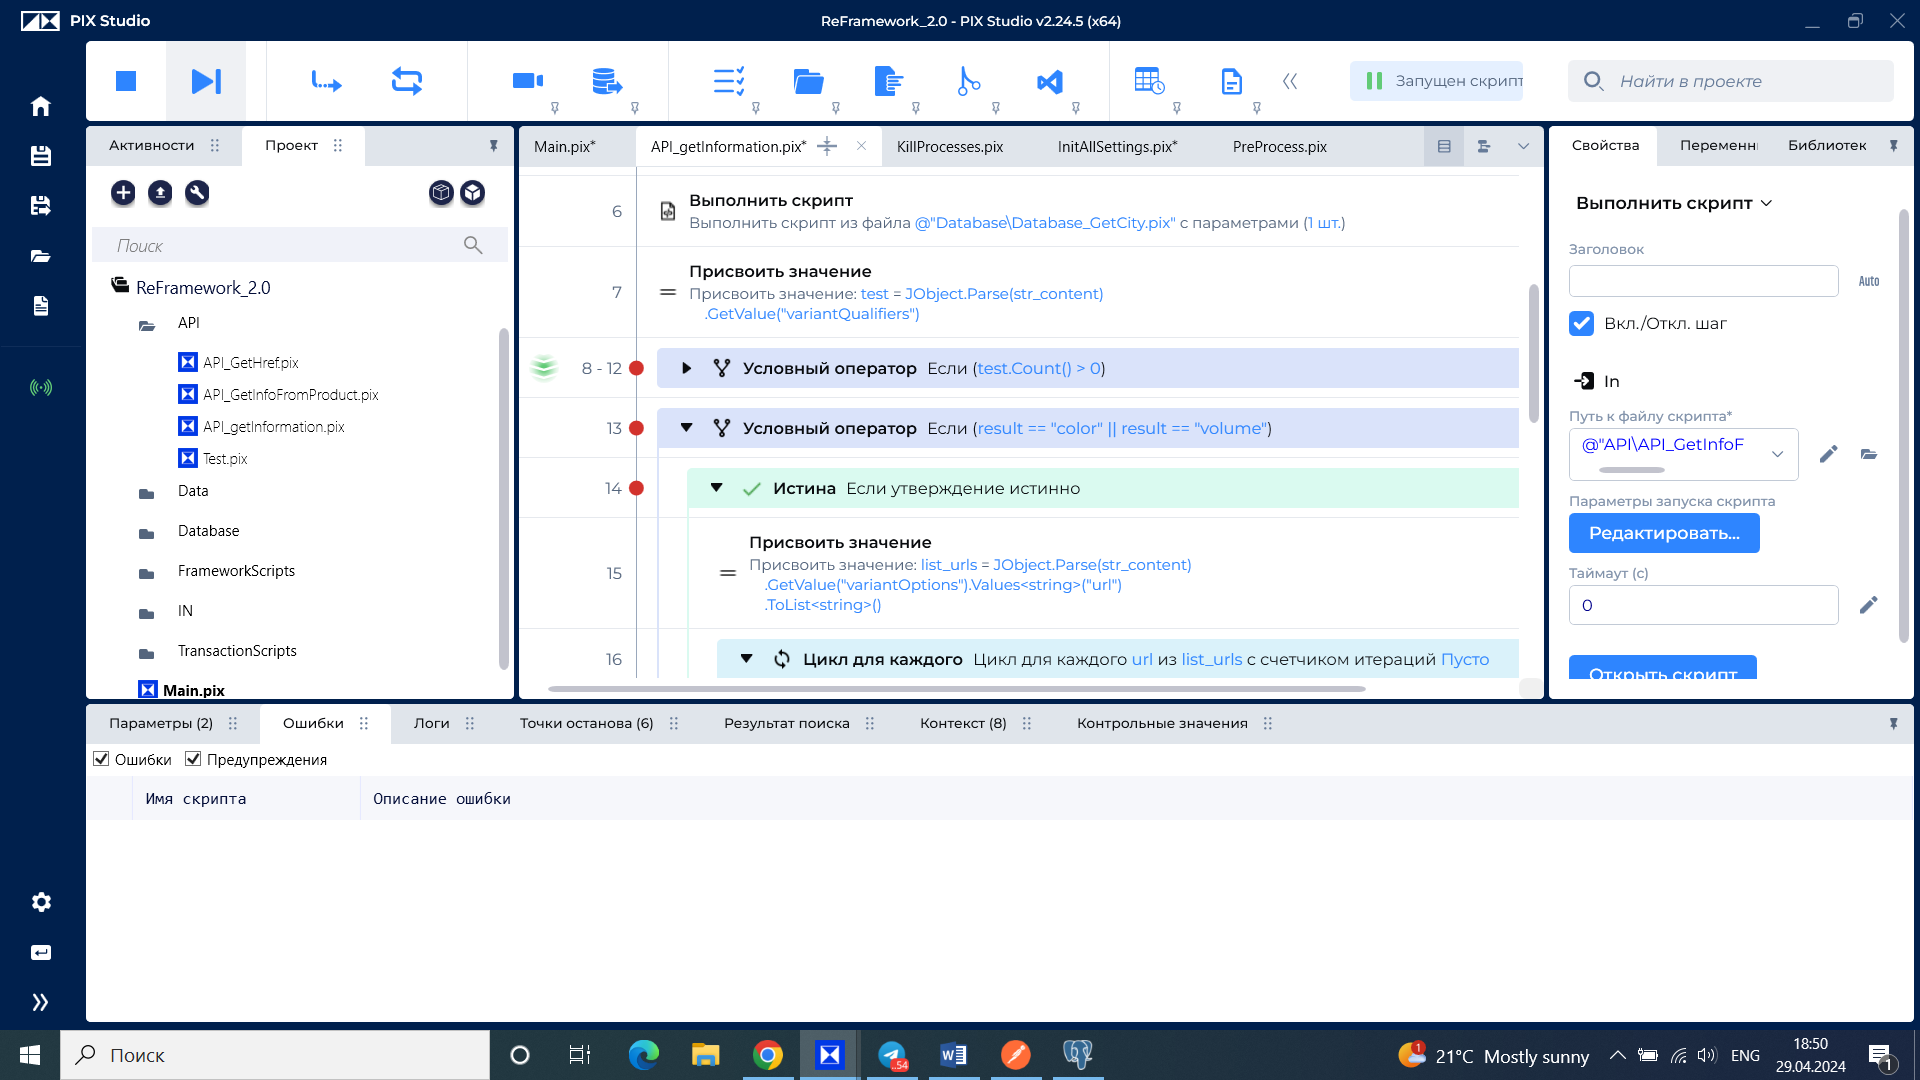 PIX Studio
ReFramework_2.0 - PIX Studio v2.24.5 (x64)
Запущен скрипт
Найти в проекте
Активности
Проект
Main.pix*
API_getInformation.pix*
KillProcesses.pix
InitAllSettings.pix*
PreProcess.pix
Свойства
Переменн
Библиотек
Поиск
ReFramework_2.0
API
API_GetHref.pix
API_GetInfoFromProduct.pix
API_getInformation.pix
Test.pix
Data
Database
FrameworkScripts
IN
TransactionScripts
Main.pix
6
Выполнить скрипт
Выполнить скрипт из файла @"Database\Database_GetCity.pix" с параметрами (1 шт.)
7
Присвоить значение
Присвоить значение: test = JObject.Parse(str_content)
.GetValue("variantQualifiers")
8 - 12
Условный оператор Если (test.Count() > 0)
13
Условный оператор Если (result == "color" || result == "volume")
14
Истина Если утверждение истинно
15
Присвоить значение
Присвоить значение: list_urls = JObject.Parse(str_content)
.GetValue("variantOptions").Values<string>("url")
.ToList<string>()
16
Цикл для каждого Цикл для каждого url из list_urls с счетчиком итераций Пусто
Выполнить скрипт
Заголовок
Auto
Вкл./Откл. шаг
In
Путь к файлу скрипта*
@"API\API_GetInfoF
Параметры запуска скрипта
Редактировать...
Таймаут (с)
0
Открыть скрипт
Параметры (2)
Ошибки
Логи
Точки останова (6)
Результат поиска
Контекст (8)
Контрольные значения
Ошибки
Предупреждения
Имя скрипта
Описание ошибки
Поиск
..54
1
21°C Mostly sunny
ENG
18:50
29.04.2024
1